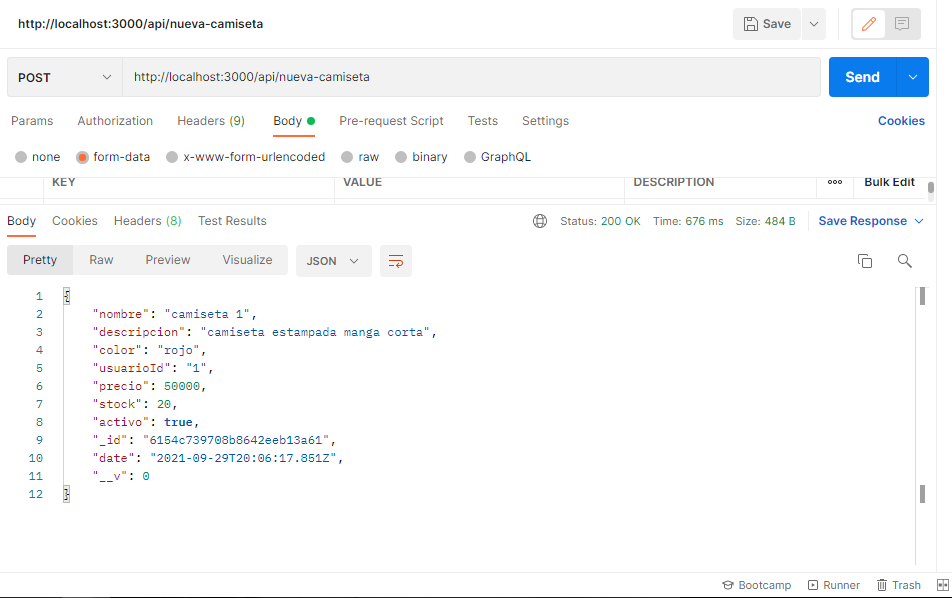 http://localhost:3000/api/nueva-camiseta Save
POST http://localhost:3000/api/nueva-camiseta Send
Params Authorization Headers (9) Body Pre-request Script Tests Settings Cookies
none form-data x-www-form-urlencoded raw binary GraphQL
KEY VALUE DESCRIPTION ooo Bulk Edit
Body Cookies Headers (8) Test Results Status: 200 OK Time: 676 ms Size: 484 B Save Response
Pretty Raw Preview Visualize JSON
1 {
2 "nombre": "camiseta 1",
3 "descripcion": "camiseta estampada manga corta",
4 "color": "rojo",
5 "usuarioId": "1",
6 "precio": 50000,
7 "stock": 20,
8 "activo": true,
9 "_id": "6154c739708b8642eeb13a61",
10 "date": "2021-09-29T20:06:17.851Z",
11 "__v": 0
12 }
Bootcamp Runner Trash